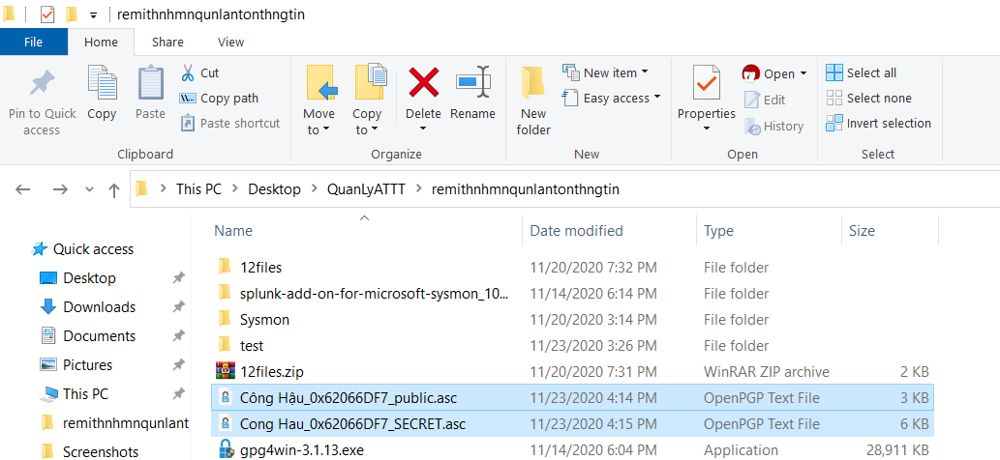 remithnhmnqunlantonthngtin
File Home Share View
Pin to Quick access
Copy
Paste
Cut
Copy path
Paste shortcut
Clipboard
Move to
Copy to
Delete
Rename
Organize
New folder
New item
Easy access
New
Properties
Open
Edit
History
Open
Select all
Select none
Invert selection
Select
This PC > Desktop > QuanLyATTT > remithnhmnqunlantonthngtin
Quick access
Desktop
Downloads
Documents
Pictures
This PC
remithnhmnqunlant
Screenshots
Name Date modified Type Size
12files 11/20/2020 7:32 PM File folder
splunk-add-on-for-microsoft-sysmon_10... 11/14/2020 6:14 PM File folder
Sysmon 11/20/2020 3:14 PM File folder
test 11/23/2020 3:26 PM File folder
12files.zip 11/20/2020 7:31 PM WinRAR ZIP archive 2 KB
Công Hậu_0x62066DF7_public.asc 11/23/2020 4:14 PM OpenPGP Text File 3 KB
Cong Hau_0x62066DF7_SECRET.asc 11/23/2020 4:15 PM OpenPGP Text File 6 KB
gpg4win-3.1.13.exe 11/14/2020 6:04 PM Application 28,911 KB